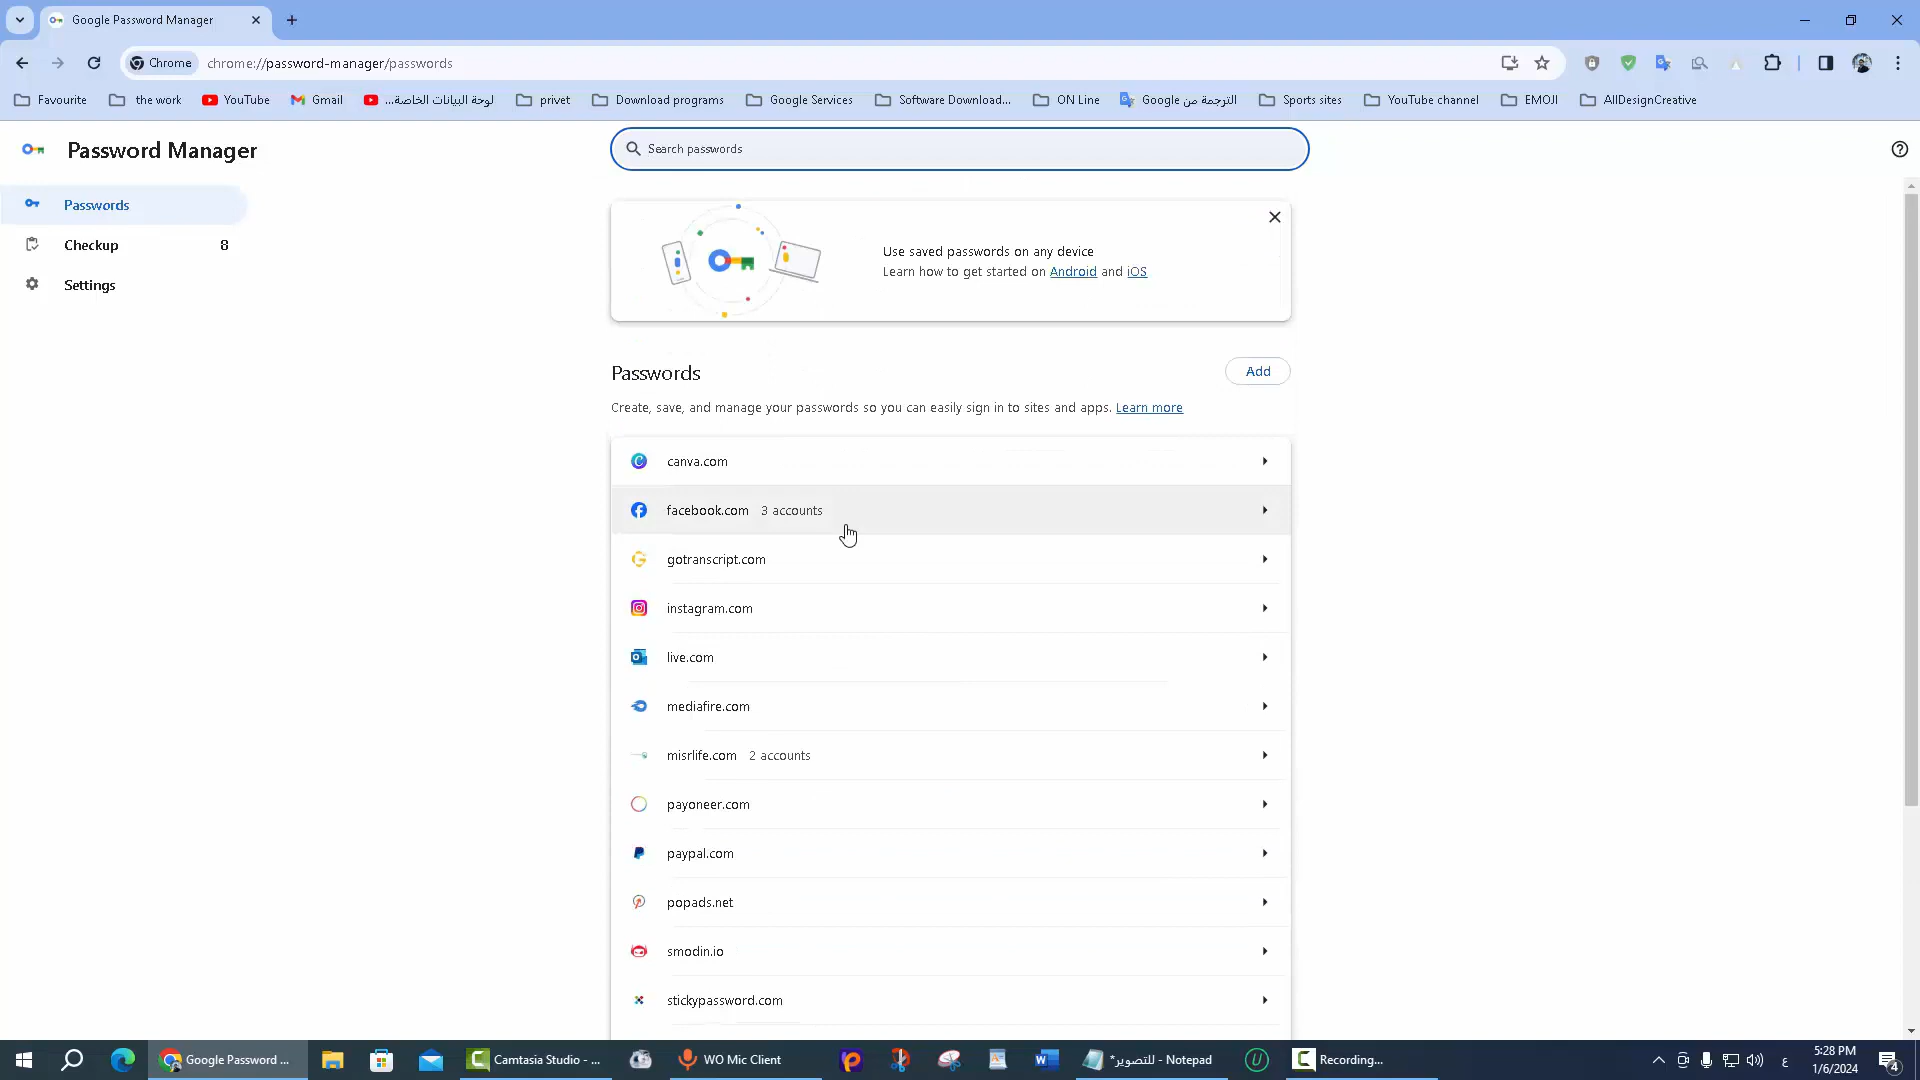 Google Password Manager
Chrome
chrome://password-manager/passwords
Favourite
the work
YouTube
Gmail
لوحة البيانات الخاصة...
privet
Download programs
Google Services
Software Download...
ON Line
الترجمة من Google
Sports sites
YouTube channel
EMOJI
AllDesignCreative
Password Manager
Search passwords
Passwords
Checkup 8
Settings
Use saved passwords on any device
Learn how to get started on Android and iOS
Passwords
Add
Create, save, and manage your passwords so you can easily sign in to sites and apps. Learn more
canva.com
facebook.com 3 accounts
gotranscript.com
instagram.com
live.com
mediafire.com
misrlife.com 2 accounts
payoneer.com
paypal.com
popads.net
smodin.io
stickypassword.com
Google Password ...
Camtasia Studio - ...
WO Mic Client
*للتصوير - Notepad
Recording...
ع
5:28 PM
1/6/2024
4